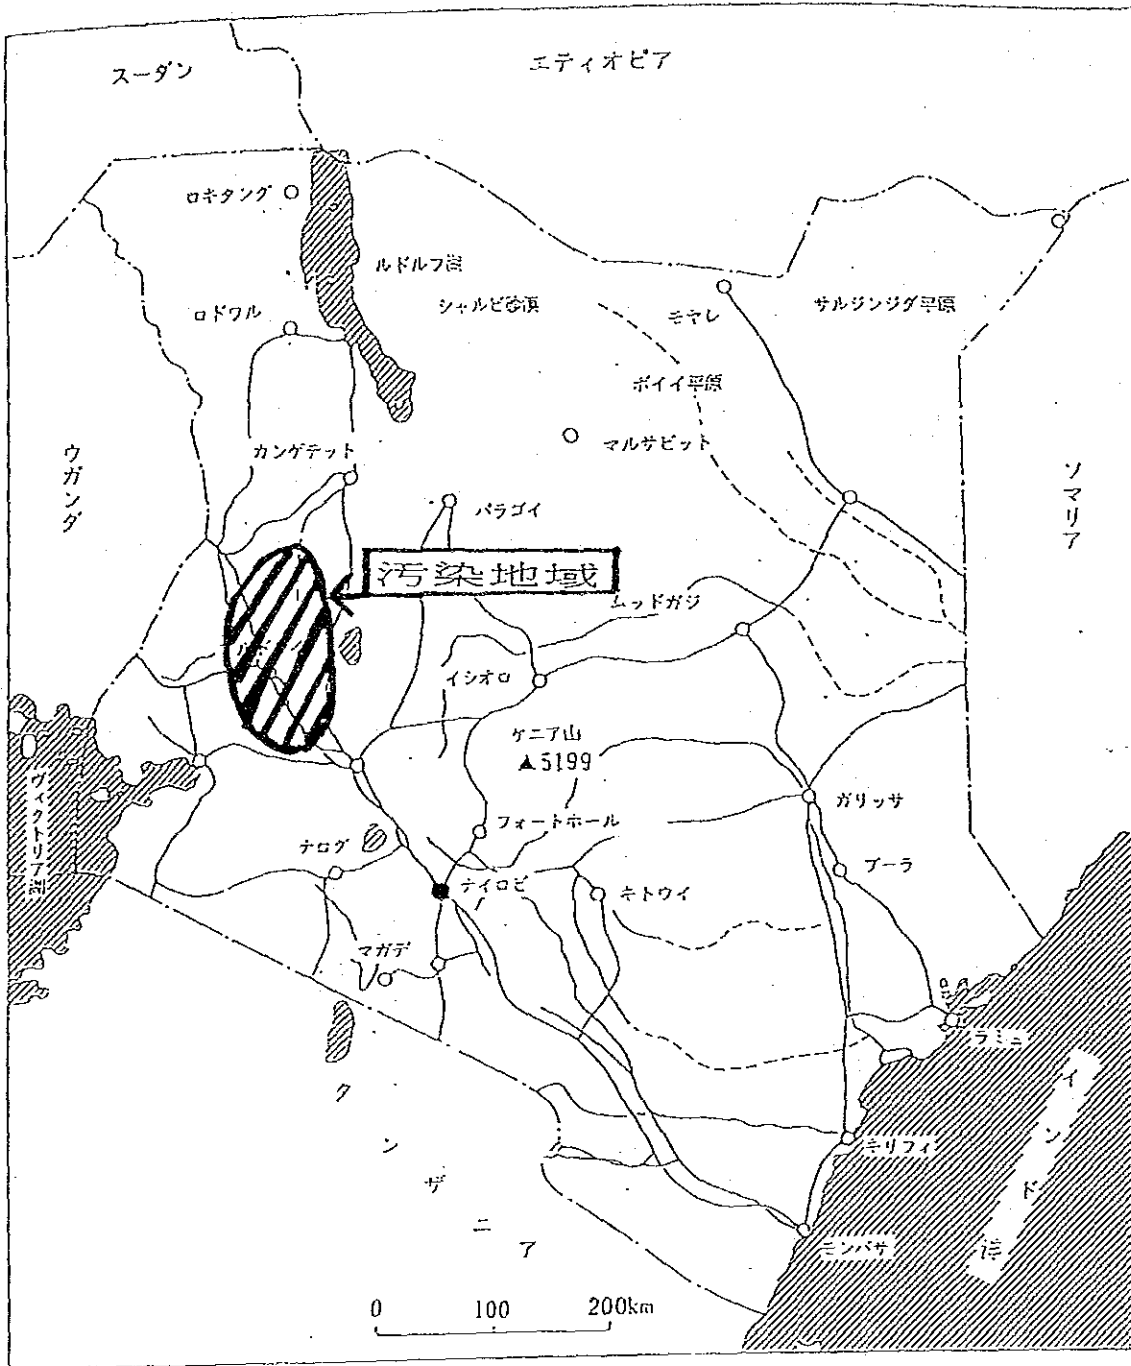 スーダン
エティオピア
ロキタング
ルドルフ湖
シャルビ砂漠
モヤレ
サルジンジダ平原
ロドワル
ボイイ平原
マルサビット
カンゲテット
ウガンダ
ソマリア
バラゴイ
汚染地域
ムッドガジ
イシオロ
ケニア山
▲5199
ヴィクトリア湖
ガリッサ
フォートホール
ナログ
ブーラ
ナイロビ
キトウイ
マガデ
ラミュ
タンザニア
インド洋
キリフィ
モンバサ
0 100 200km